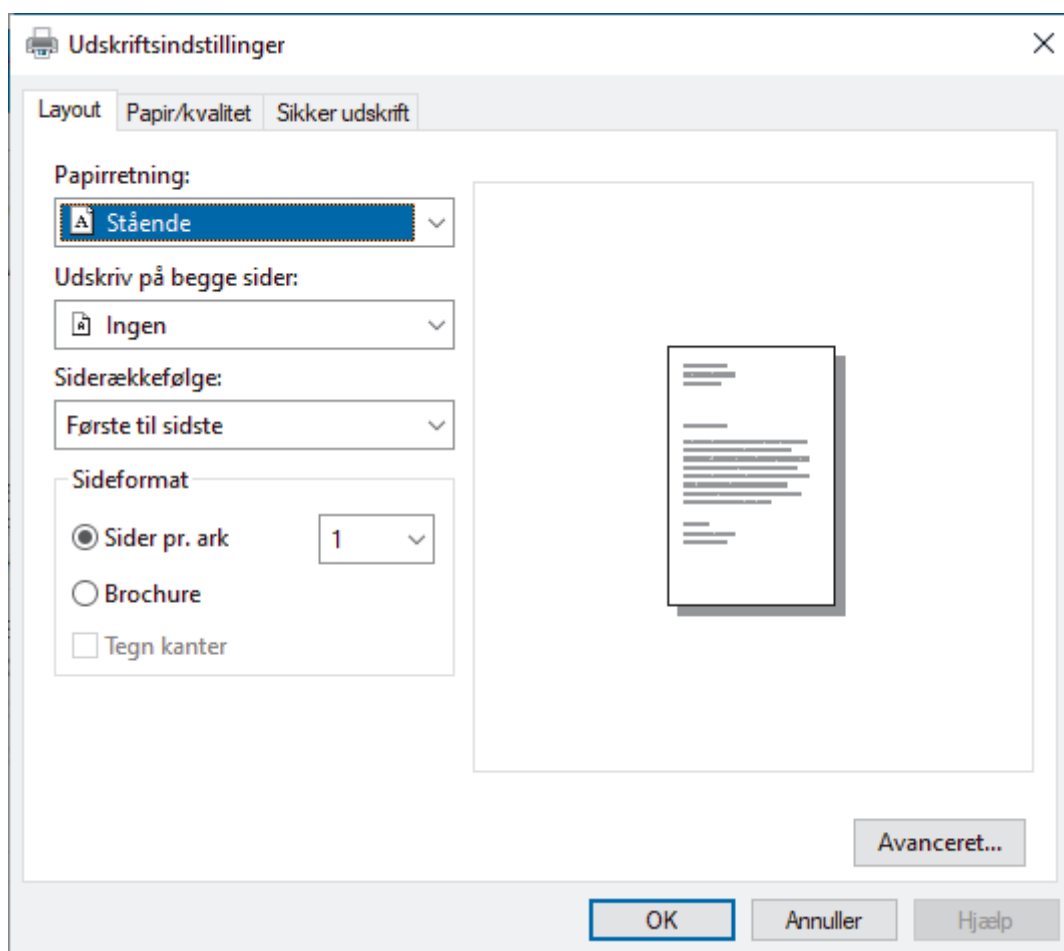 Udskriftsindstillinger
Layout Papir/kvalitet Sikker udskrift
Papirretning:
A Stående
Udskriv på begge sider:
A Ingen
Siderækkefølge:
Første til sidste
Sideformat
Sider pr. ark 1
Brochure
Tegn kanter
Avanceret...
OK Annuller Hjælp